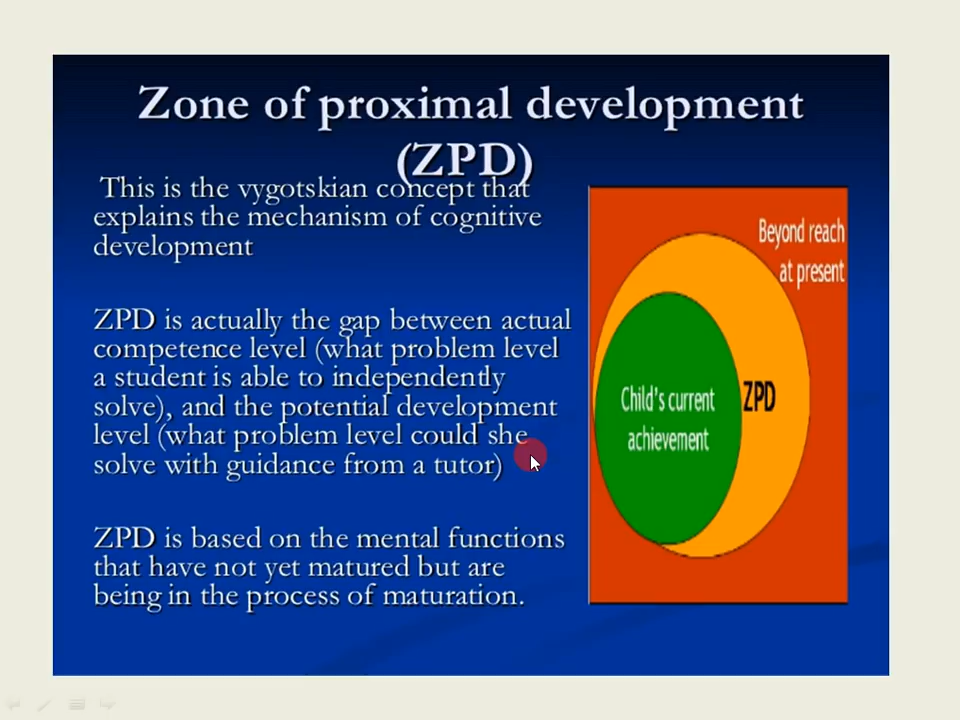 Zone of proximal development
(ZPD)
This is the vygotskian concept that
explains the mechanism of cognitive
development
ZPD is actually the gap between actual
competence level (what problem level
a student is able to independently
solve), and the potential development
level (what problem level could she
solve with guidance from a tutor)
ZPD is based on the mental functions
that have not yet matured but are
being in the process of maturation.
Beyond reach
at present
Child's current
achievement
ZPD